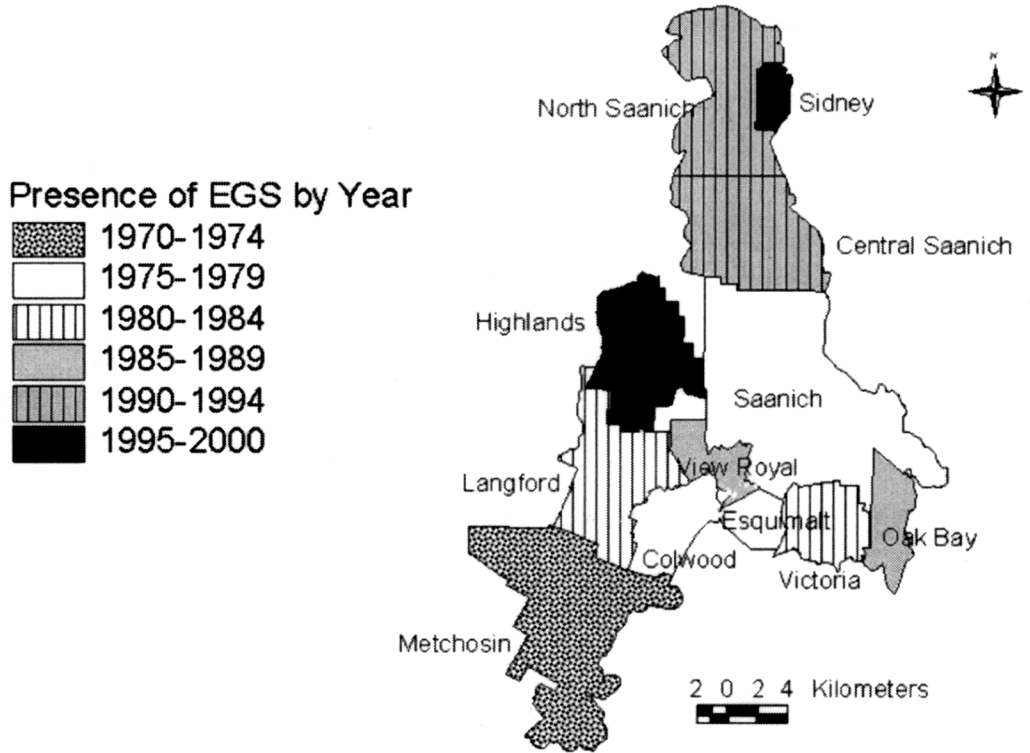 N
North Saanich
Sidney
Presence of EGS by Year
1970-1974
1975-1979
1980-1984
1985-1989
1990-1994
1995-2000
Central Saanich
Highlands
Saanich
View Royal
Langford
Esquimalt
Oak Bay
Colwood
Victoria
Metchosin
2 0 2 4 Kilometers